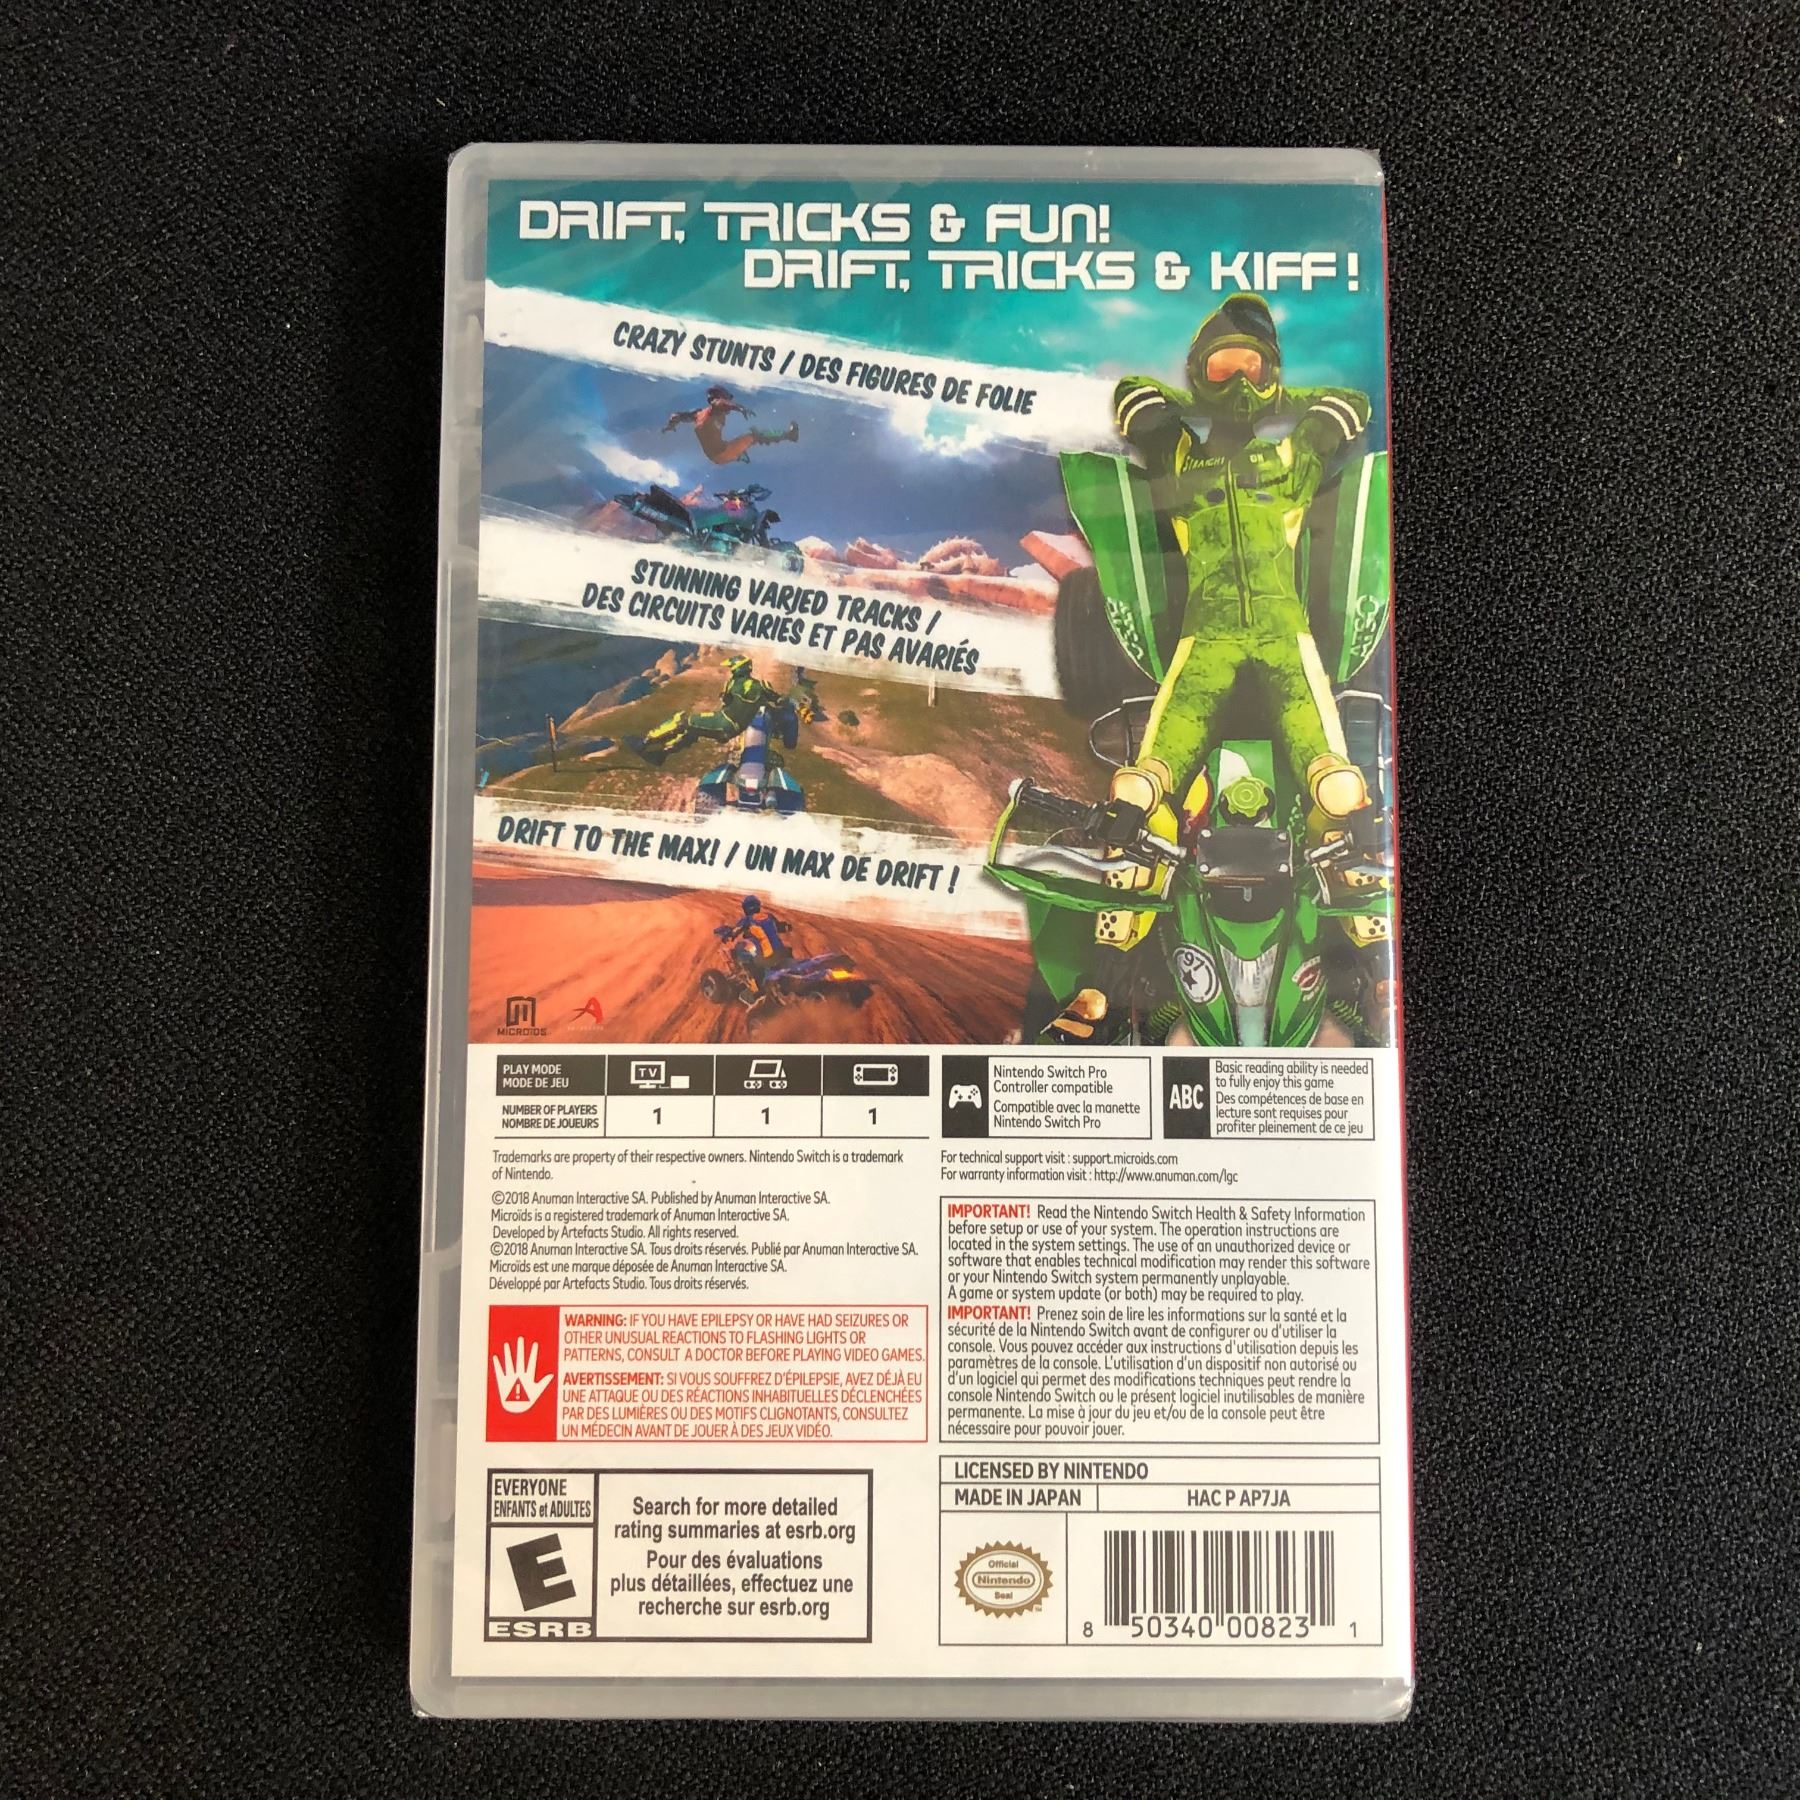 DRIFT, TRICKS & FUN!
DRIFT, TRICKS & KIFF !
CRAZY STUNTS / DES FIGURES DE FOLIE
STRAIGHT ON
STUNNING VARIED TRACKS /
DES CIRCUITS VARIÉS ET PAS AVARIÉS
DRIFT TO THE MAX! / UN MAX DE DRIFT !
97
MICROIDS
PLAY MODE
MODE DE JEU
TV
NUMBER OF PLAYERS
NOMBRE DE JOUEURS
1 1 1
Nintendo Switch Pro
Controller compatible
Compatible avec la manette
Nintendo Switch Pro
ABC
Basic reading ability is needed
to fully enjoy this game
Des compétences de base en
lecture sont requises pour
profiter pleinement de ce jeu
Trademarks are property of their respective owners. Nintendo Switch is a trademark
of Nintendo.
©2018 Anuman Interactive SA. Published by Anuman Interactive SA.
Microïds is a registered trademark of Anuman Interactive SA.
Developed by Artefacts Studio. All rights reserved.
©2018 Anuman Interactive SA. Tous droits réservés. Publié par Anuman Interactive SA.
Microïds est une marque déposée de Anuman Interactive SA.
Développé par Artefacts Studio. Tous droits réservés.
For technical support visit : support.microids.com
For warranty information visit : http://www.anuman.com/lgc
WARNING: IF YOU HAVE EPILEPSY OR HAVE HAD SEIZURES OR
OTHER UNUSUAL REACTIONS TO FLASHING LIGHTS OR
PATTERNS, CONSULT A DOCTOR BEFORE PLAYING VIDEO GAMES.
AVERTISSEMENT: SI VOUS SOUFFREZ D'ÉPILEPSIE, AVEZ DÉJÀ EU
UNE ATTAQUE OU DES RÉACTIONS INHABITUELLES DÉCLENCHÉES
PAR DES LUMIÈRES OU DES MOTIFS CLIGNOTANTS, CONSULTEZ
UN MÉDECIN AVANT DE JOUER À DES JEUX VIDÉO.
IMPORTANT! Read the Nintendo Switch Health & Safety Information
before setup or use of your system. The operation instructions are
located in the system settings. The use of an unauthorized device or
software that enables technical modification may render this software
or your Nintendo Switch system permanently unplayable.
A game or system update (or both) may be required to play.
IMPORTANT! Prenez soin de lire les informations sur la santé et la
sécurité de la Nintendo Switch avant de configurer ou d'utiliser la
console. Vous pouvez accéder aux instructions d'utilisation depuis les
paramètres de la console. L'utilisation d'un dispositif non autorisé ou
d'un logiciel qui permet des modifications techniques peut rendre la
console Nintendo Switch ou le présent logiciel inutilisables de manière
permanente. La mise à jour du jeu et/ou de la console peut être
nécessaire pour pouvoir jouer.
EVERYONE
ENFANTS et ADULTES
E
ESRB
Search for more detailed
rating summaries at esrb.org
Pour des évaluations
plus détaillées, effectuez une
recherche sur esrb.org
LICENSED BY NINTENDO
MADE IN JAPAN
HAC P AP7JA
Official
Nintendo
Seal
8 50340 00823 1